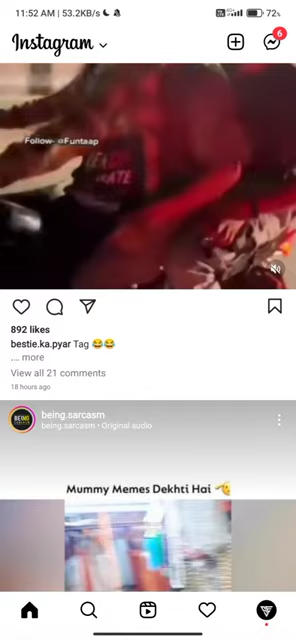 11:52 AM | 53.2KB/s
72%
Instagram
6
Follow- @Funtaap
892 likes
bestie.ka.pyar Tag 😂😂
.... more
View all 21 comments
18 hours ago
being.sarcasm
being.sarcasm • Original audio
Mummy Memes Dekhti Hai